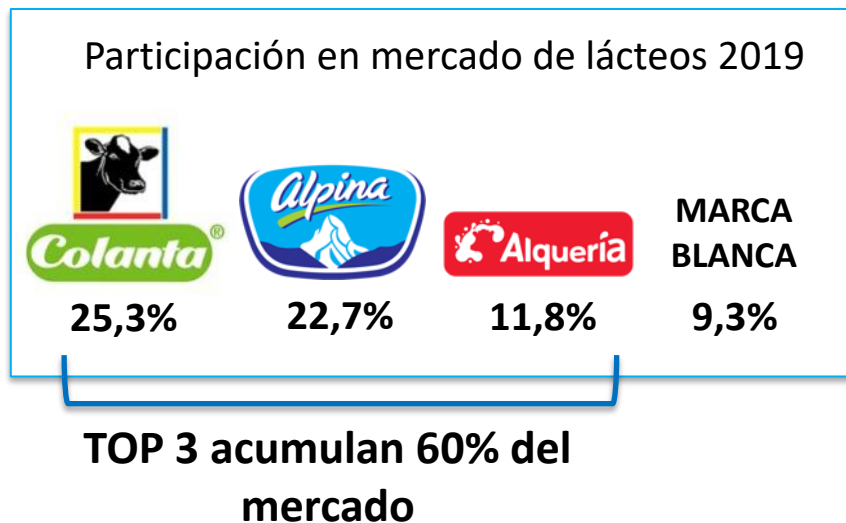 Participación en mercado de lácteos 2019
Colanta®
alpina
Alquería
MARCA
BLANCA
25,3%
22,7%
11,8%
9,3%
TOP 3 acumulan 60% del
mercado